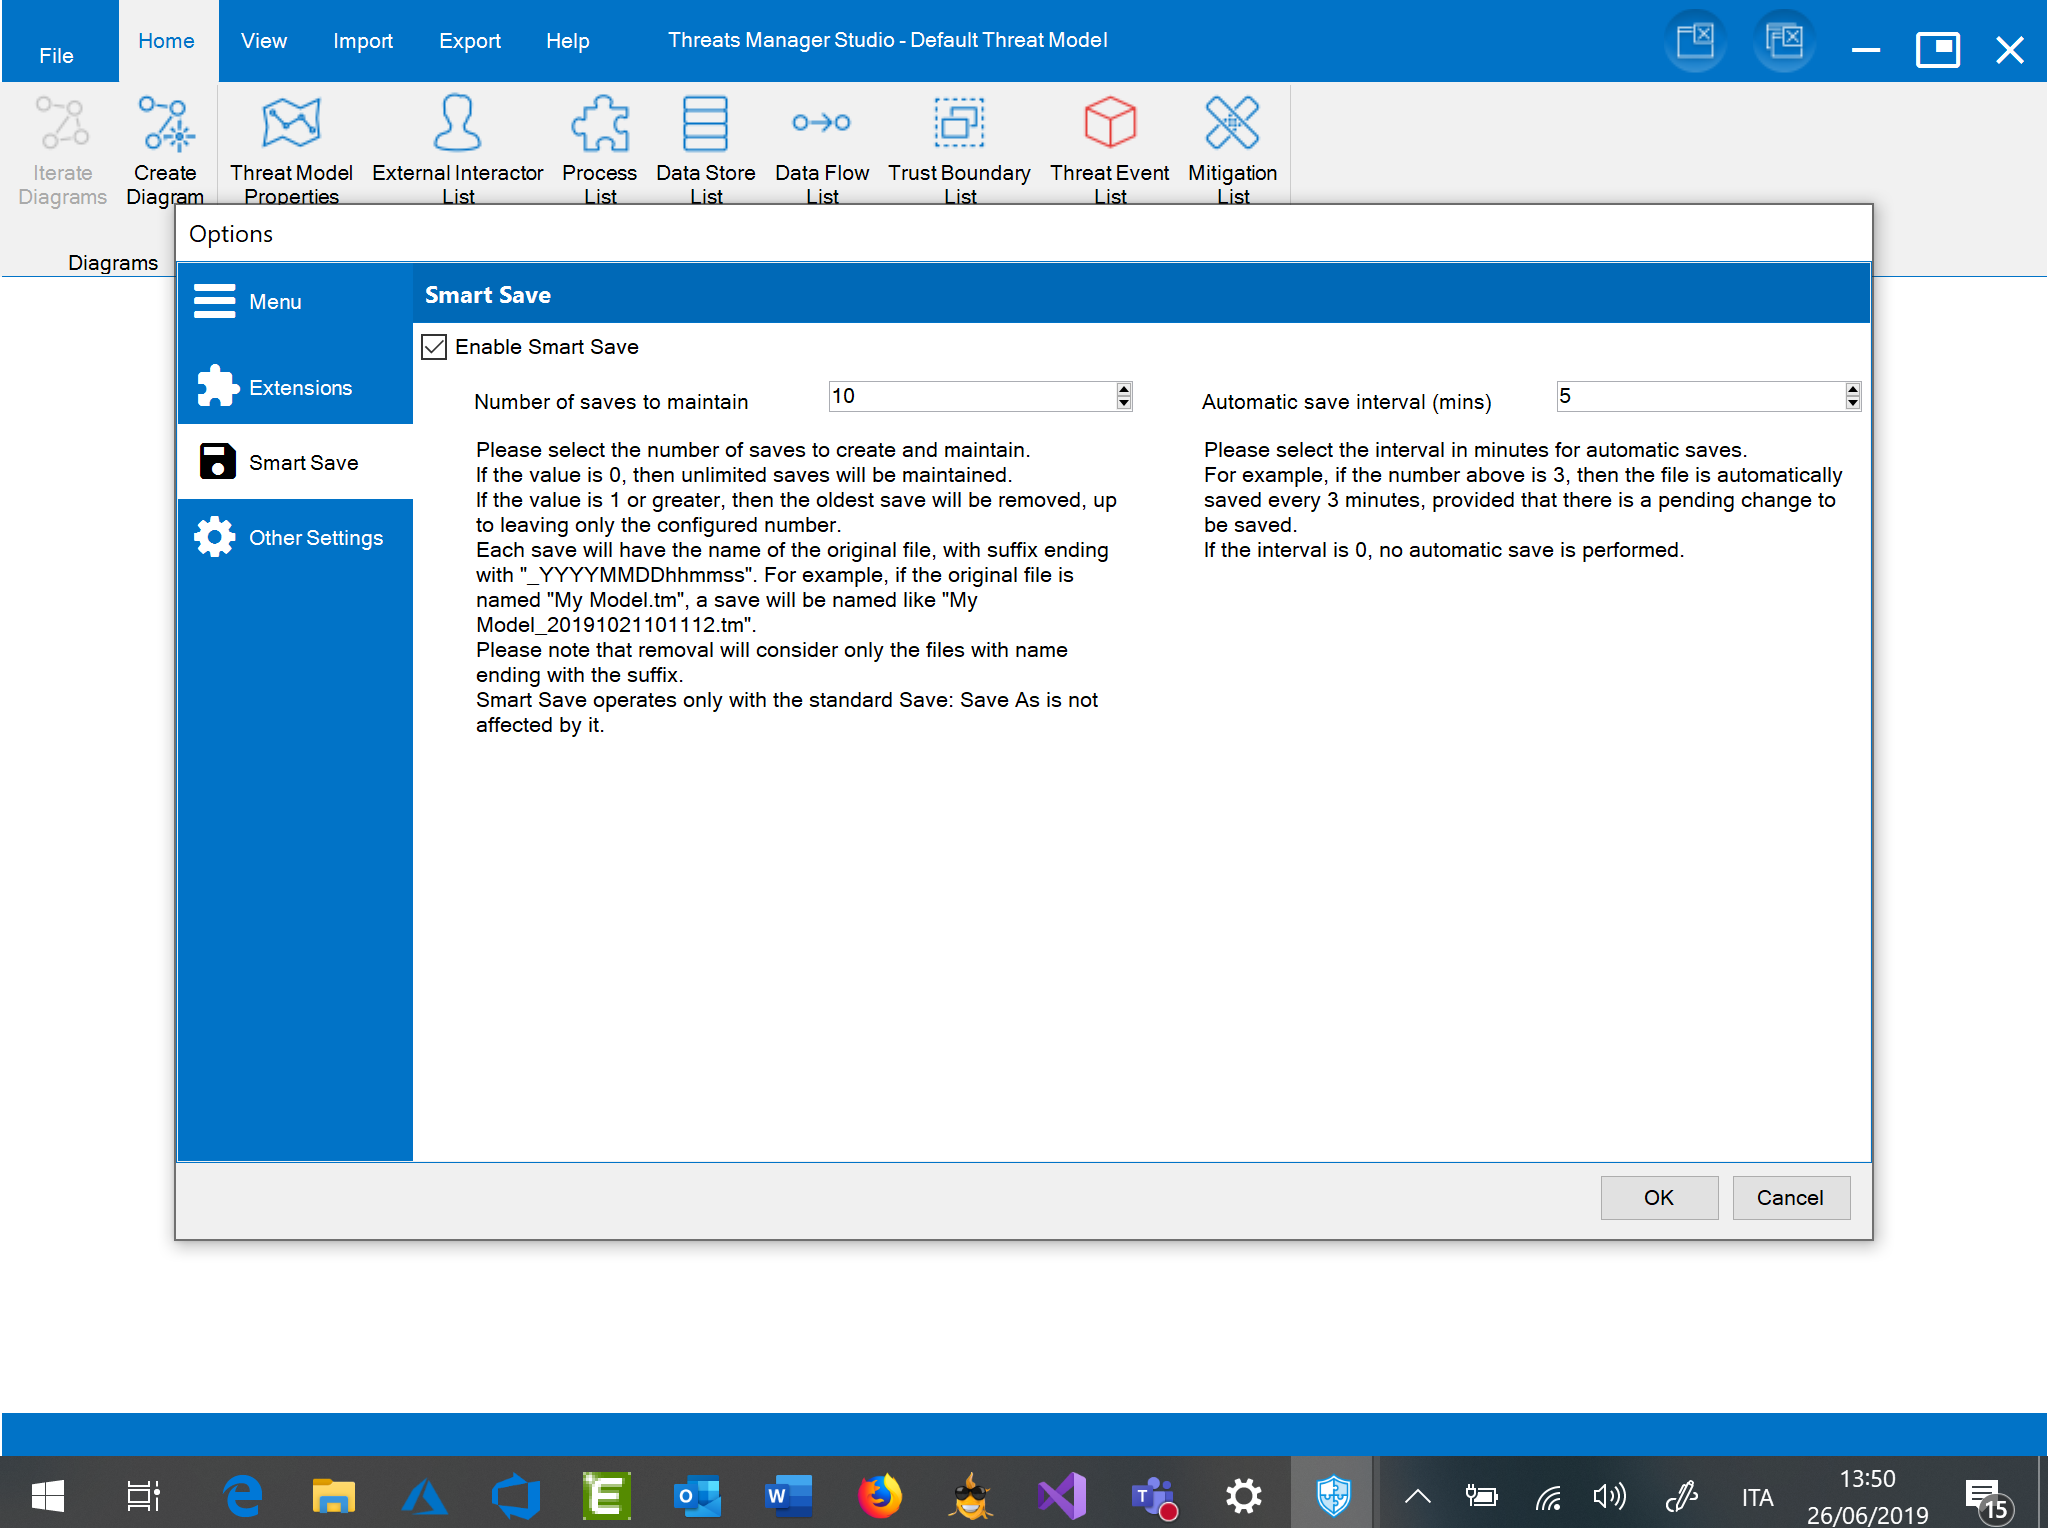 File
Home
View
Import
Export
Help
Threats Manager Studio - Default Threat Model
Iterate
Diagrams
Create
Diagram
Threat Model
Properties
External Interactor
List
Process
List
Data Store
List
Data Flow
List
Trust Boundary
List
Threat Event
List
Mitigation
List
Diagrams
Options
Menu
Extensions
Smart Save
Other Settings
Smart Save
Enable Smart Save
Number of saves to maintain
10
Please select the number of saves to create and maintain.
If the value is 0, then unlimited saves will be maintained.
If the value is 1 or greater, then the oldest save will be removed, up
to leaving only the configured number.
Each save will have the name of the original file, with suffix ending
with "_YYYYMMDDhhmmss". For example, if the original file is
named "My Model.tm", a save will be named like "My
Model_20191021101112.tm".
Please note that removal will consider only the files with name
ending with the suffix.
Smart Save operates only with the standard Save: Save As is not
affected by it.
Automatic save interval (mins)
5
Please select the interval in minutes for automatic saves.
For example, if the number above is 3, then the file is automatically
saved every 3 minutes, provided that there is a pending change to
be saved.
If the interval is 0, no automatic save is performed.
OK
Cancel
E
O
W
T
ITA
13:50
26/06/2019
15